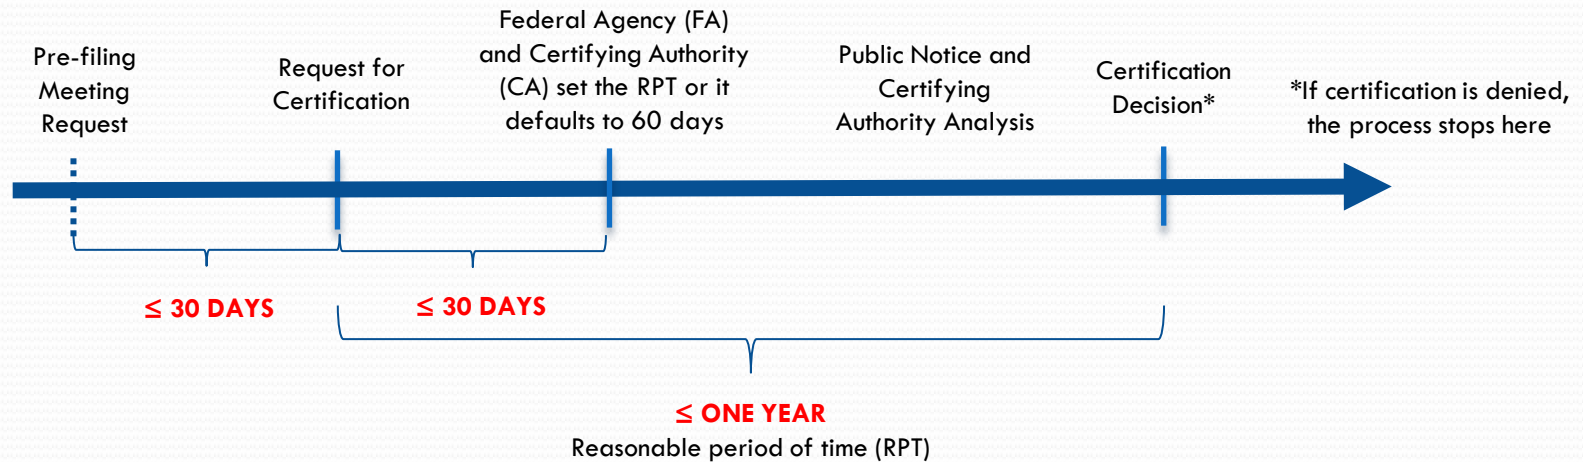 Pre-filing
Meeting
Request
Request for
Certification
Federal Agency (FA)
and Certifying Authority
(CA) set the RPT or it
defaults to 60 days
Public Notice and
Certifying
Authority Analysis
Certification
Decision*
*If certification is denied,
the process stops here
≤ 30 DAYS
≤ 30 DAYS
≤ ONE YEAR
Reasonable period of time (RPT)